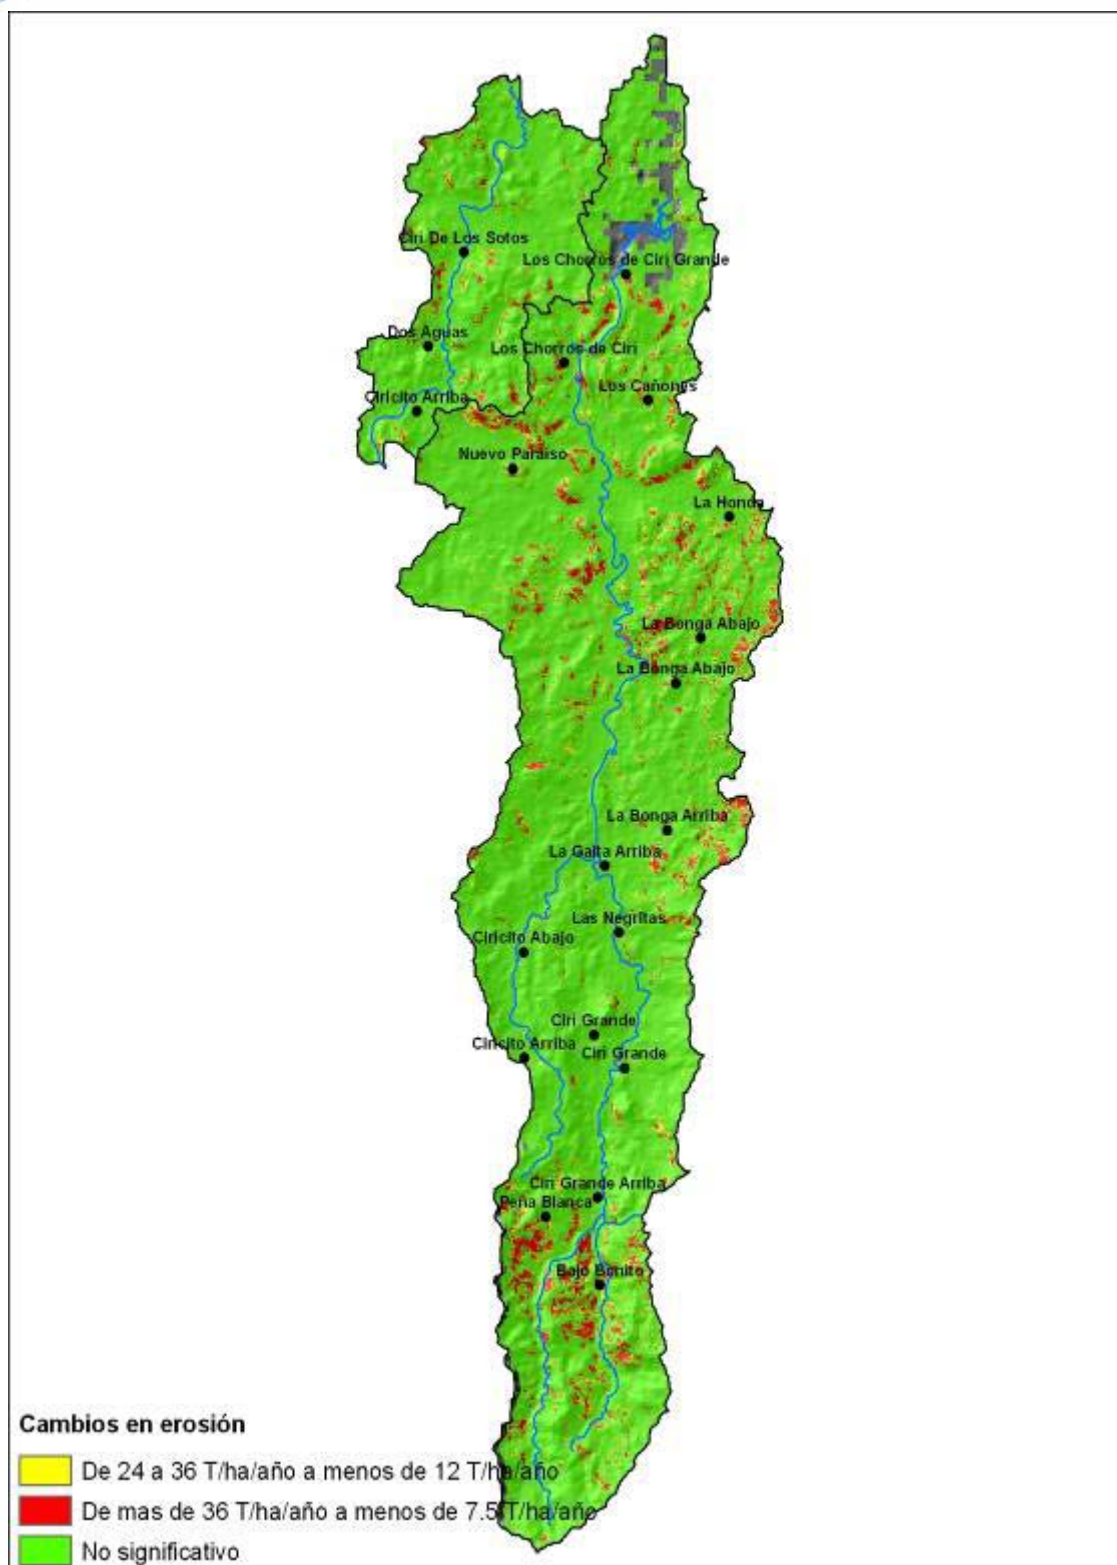 Ciri De Los Sotos
Los Chorros de Ciri Grande
Dos Aguas
Los Chorros de Ciri
Los Cañones
Ciricito Arriba
Nuevo Paraiso
La Honda
La Bonga Abajo
La Bonga Abajo
La Bonga Arriba
La Gaita Arriba
Las Negritas
Ciricito Abajo
Ciri Grande
Ciricito Arriba
Ciri Grande
Ciri Grande Arriba
Peña Blanca
Bajo Bonito
Cambios en erosión
De 24 a 36 T/ha/año a menos de 12 T/ha/año
De mas de 36 T/ha/año a menos de 7.5T/ha/año
No significativo